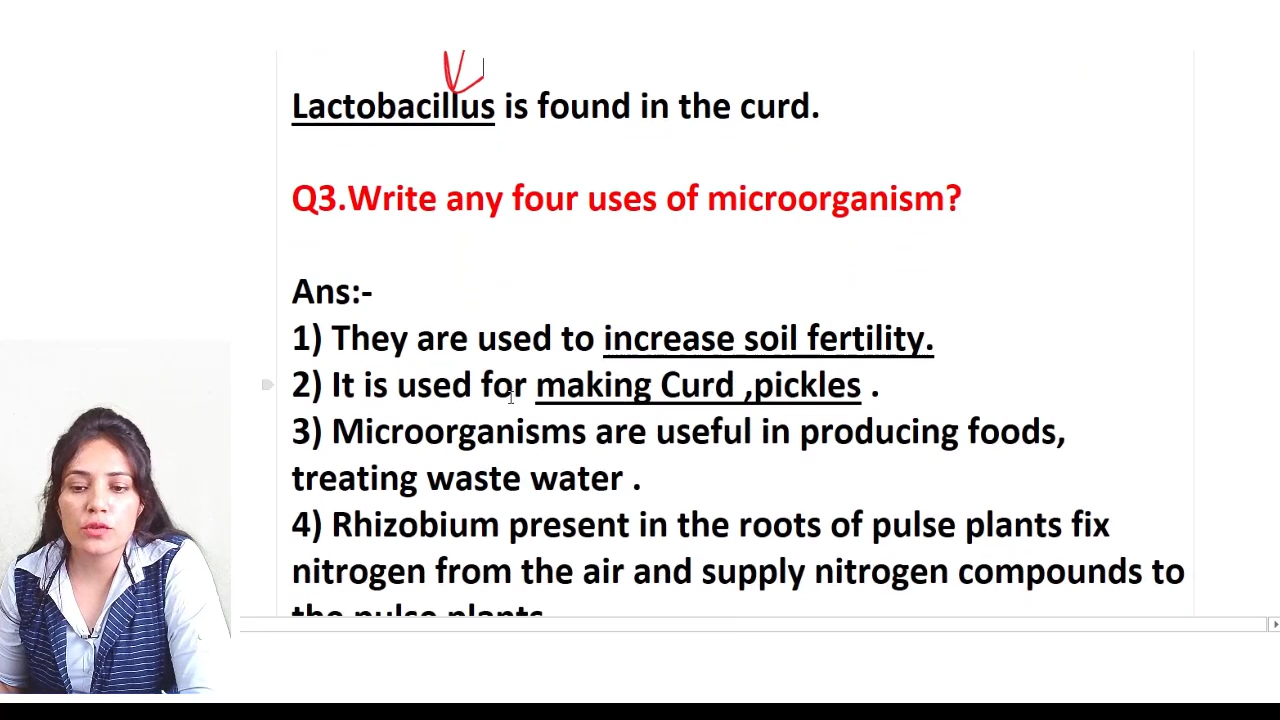 Lactobacillus is found in the curd.
Q3.Write any four uses of microorganism?
Ans:-
1) They are used to increase soil fertility.
2) It is used for making Curd ,pickles .
3) Microorganisms are useful in producing foods,
treating waste water .
4) Rhizobium present in the roots of pulse plants fix
nitrogen from the air and supply nitrogen compounds to
the pulse plants